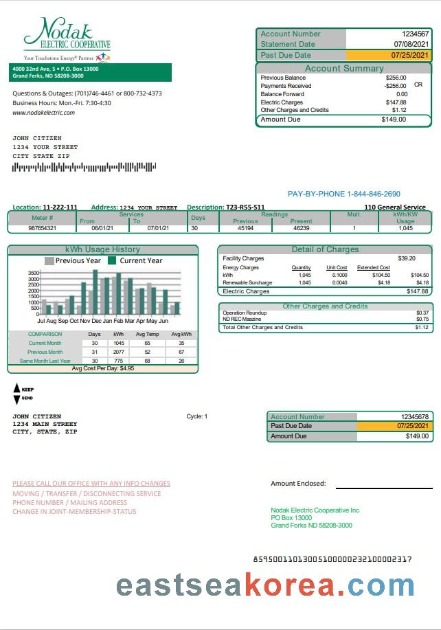 Nodak
ELECTRIC COOPERATIVE
Your Touchstone Energy® Partner
4000 32nd Ave, S • P.O. Box 13000
Grand Forks, ND 58208-3000
Questions & Outages: (701)746-4461 or 800-732-4373
Business Hours: Mon.-Fri. 7:30-4:30
www.nodakelectric.com
Account Number 1234567
Statement Date 07/08/2021
Past Due Date 07/25/2021
Account Summary
Previous Balance $256.00
Payments Received -$256.00 CR
Balance Forward 0.00
Electric Charges $147.88
Other Charges and Credits $1.12
Amount Due $149.00
JOHN CITIZEN
1234 YOUR STREET
CITY STATE ZIP
PAY-BY-PHONE 1-844-846-2690
Location: 11-222-111 Address: 1234 YOUR STREET Description: T23-R55-S11 110 General Service
Meter # Services Days Readings Mult. kWh/KW
From To Previous Present Usage
987654321 06/01/21 07/01/21 30 45194 46239 1 1,045
kWh Usage History
Previous Year Current Year
3500
3000
2500
2000
1500
1000
500
0
Jul Aug Sep Oct Nov Dec Jan Feb Mar Apr May Jun
COMPARISON Days kWh Avg Temp Avg kWh
Current Month 30 1045 65 35
Previous Month 31 2077 52 67
Same Month Last Year 30 775 68 26
Avg Cost Per Day: $4.95
Detail of Charges
Facility Charges $39.20
Energy Charges Quantity Unit Cost Extended Cost
kWh 1,045 0.1000 $104.50 $104.50
Renewable Surcharge 1,045 0.0040 $4.18 $4.18
Electric Charges $147.88
Other Charges and Credits
Operation Roundup $0.37
ND REC Magazine $0.75
Total Other Charges and Credits $1.12
KEEP
SEND
JOHN CITIZEN Cycle: 1
1234 MAIN STREET
CITY, STATE, ZIP
Account Number 12345678
Past Due Date 07/25/2021
Amount Due $149.00
PLEASE CALL OUR OFFICE WITH ANY INFO CHANGES
MOVING / TRANSFER / DISCONNECTING SERVICE
PHONE NUMBER / MAILING ADDRESS
CHANGE IN JOINT-MEMBERSHIP-STATUS
Amount Enclosed:
Nodak Electric Cooperative Inc
PO Box 13000
Grand Forks ND 58208-3000
85950011013005100000232100002317
eastseakorea.com